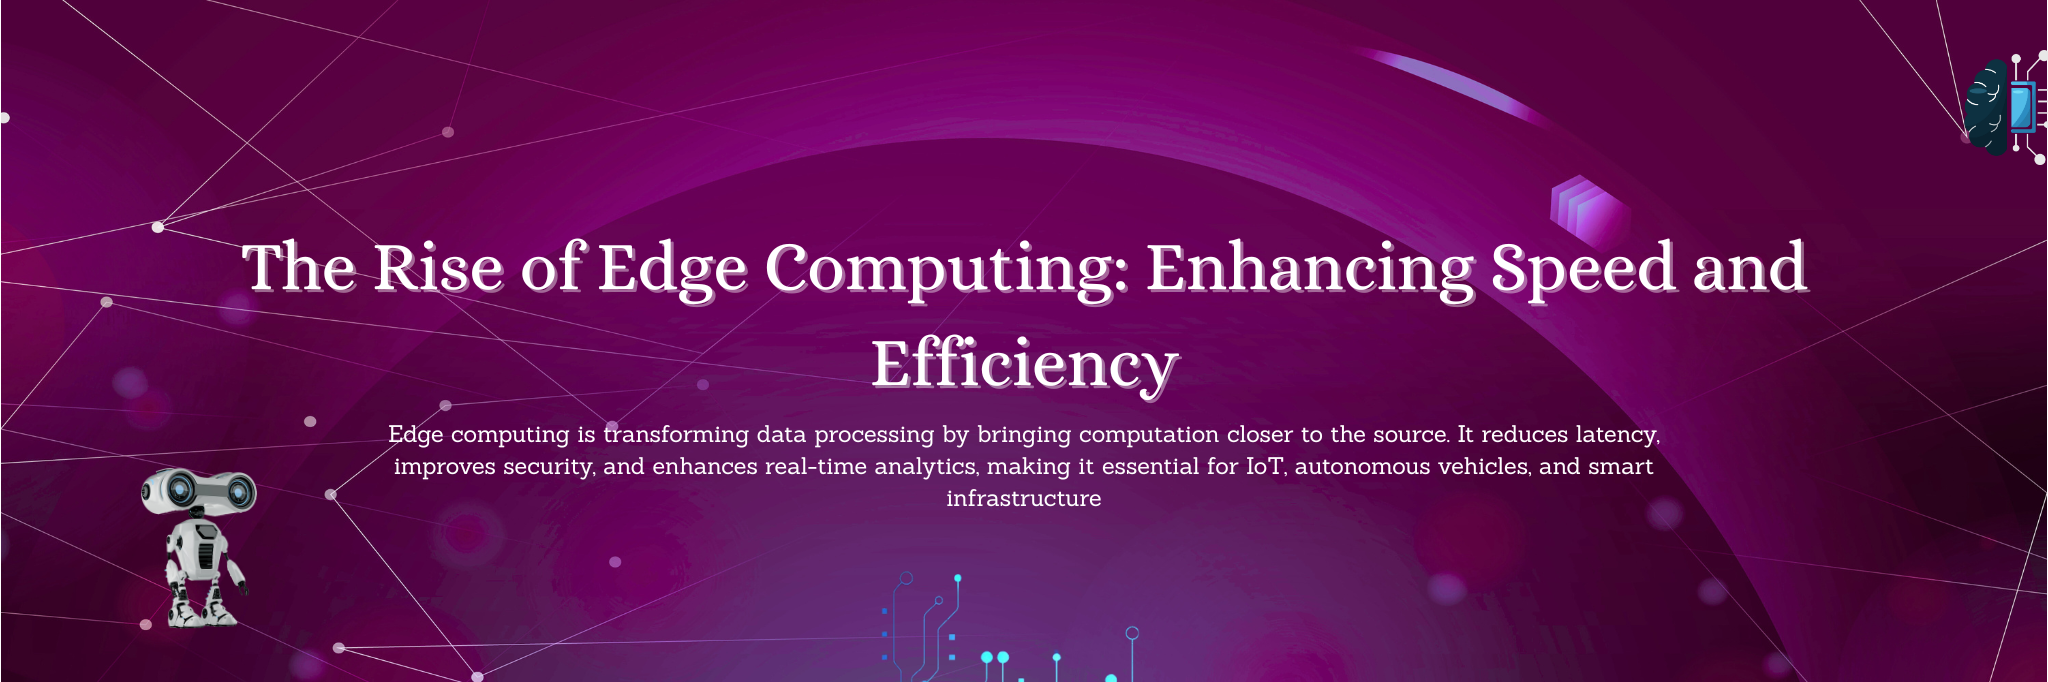 The Rise of Edge Computing: Enhancing Speed and
Efficiency
Edge computing is transforming data processing by bringing computation closer to the source. It reduces latency,
improves security, and enhances real-time analytics, making it essential for IoT, autonomous vehicles, and smart
infrastructure